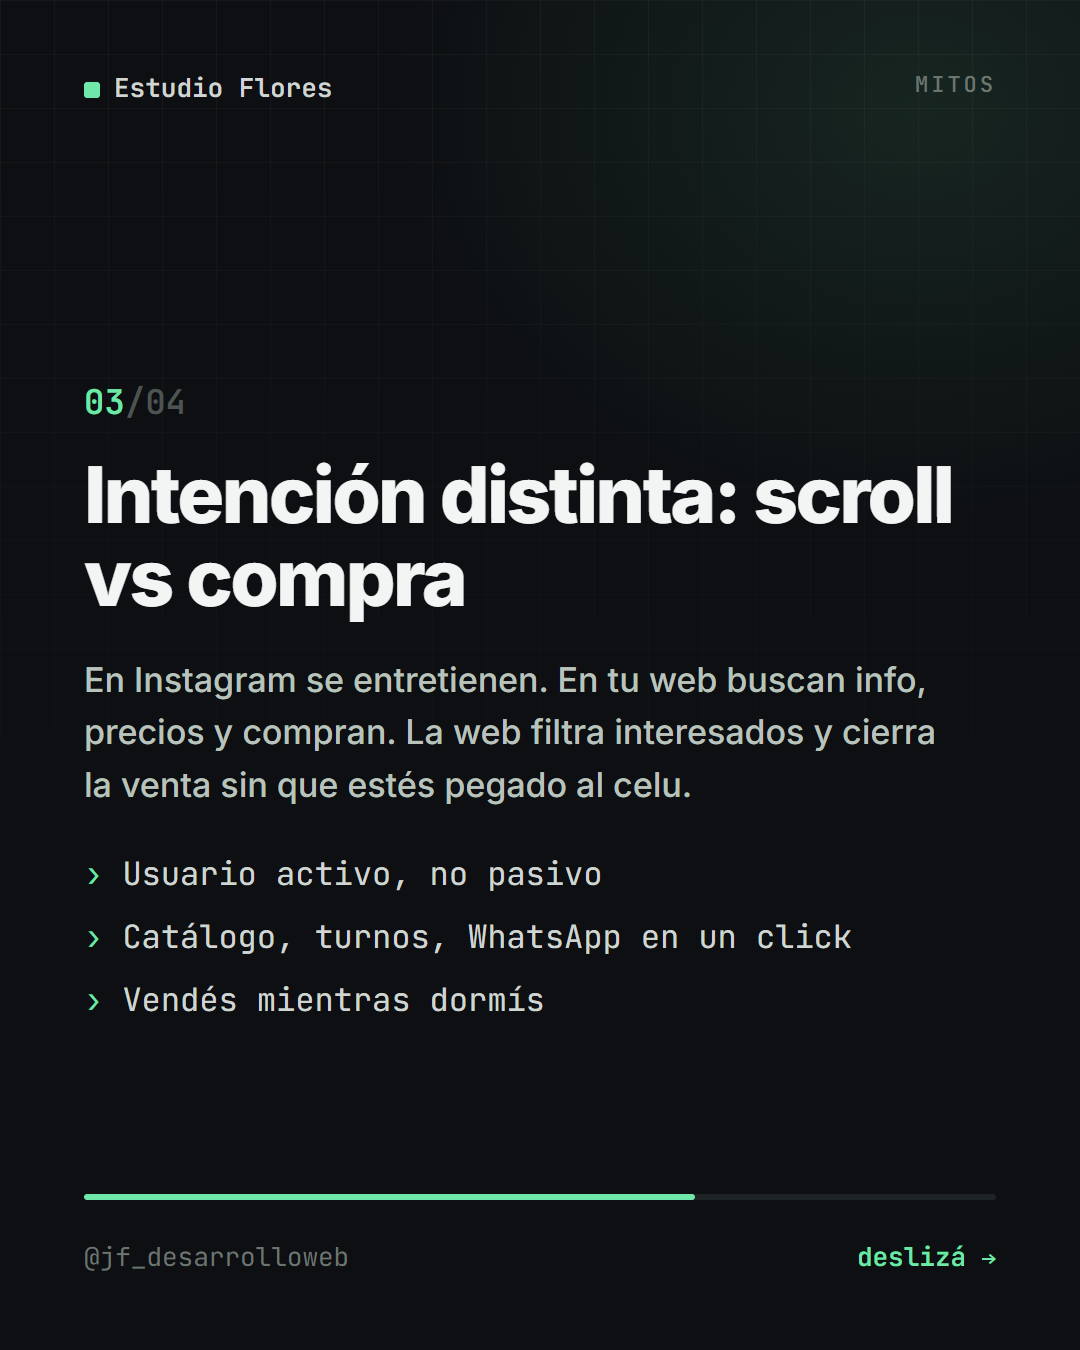 Estudio Flores
MITOS
03/04
Intención distinta: scroll
vs compra
En Instagram se entretienen. En tu web buscan info,
precios y compran. La web filtra interesados y cierra
la venta sin que estés pegado al celu.
› Usuario activo, no pasivo
› Catálogo, turnos, WhatsApp en un click
› Vendés mientras dormís
@jf_desarrolloweb
deslizá →